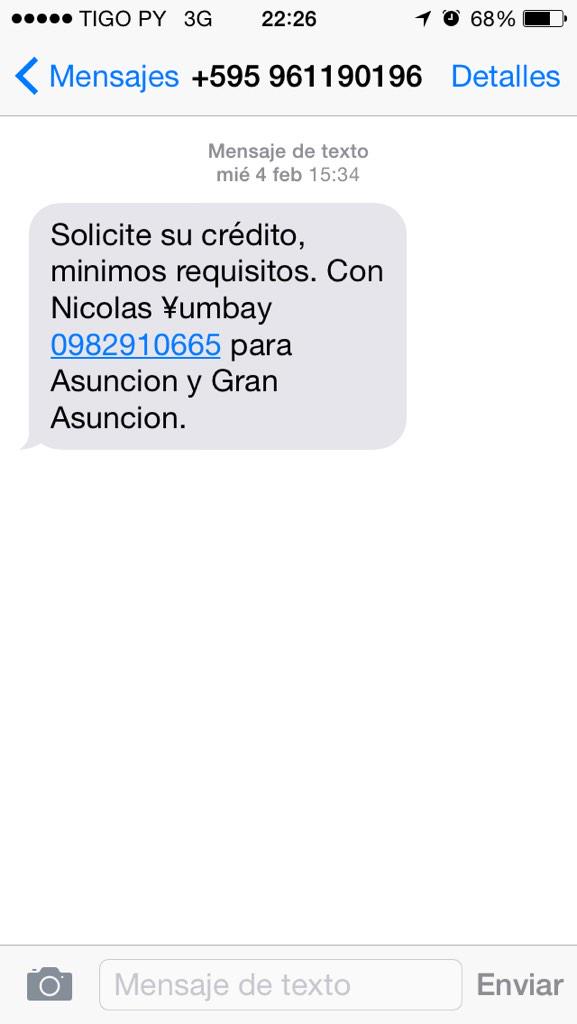 TIGO PY 3G 22:26 68%
Mensajes +595 961190196 Detalles
Mensaje de texto
mié 4 feb 15:34
Solicite su crédito,
minimos requisitos. Con
Nicolas ¥umbay
0982910665 para
Asuncion y Gran
Asuncion.
Mensaje de texto Enviar